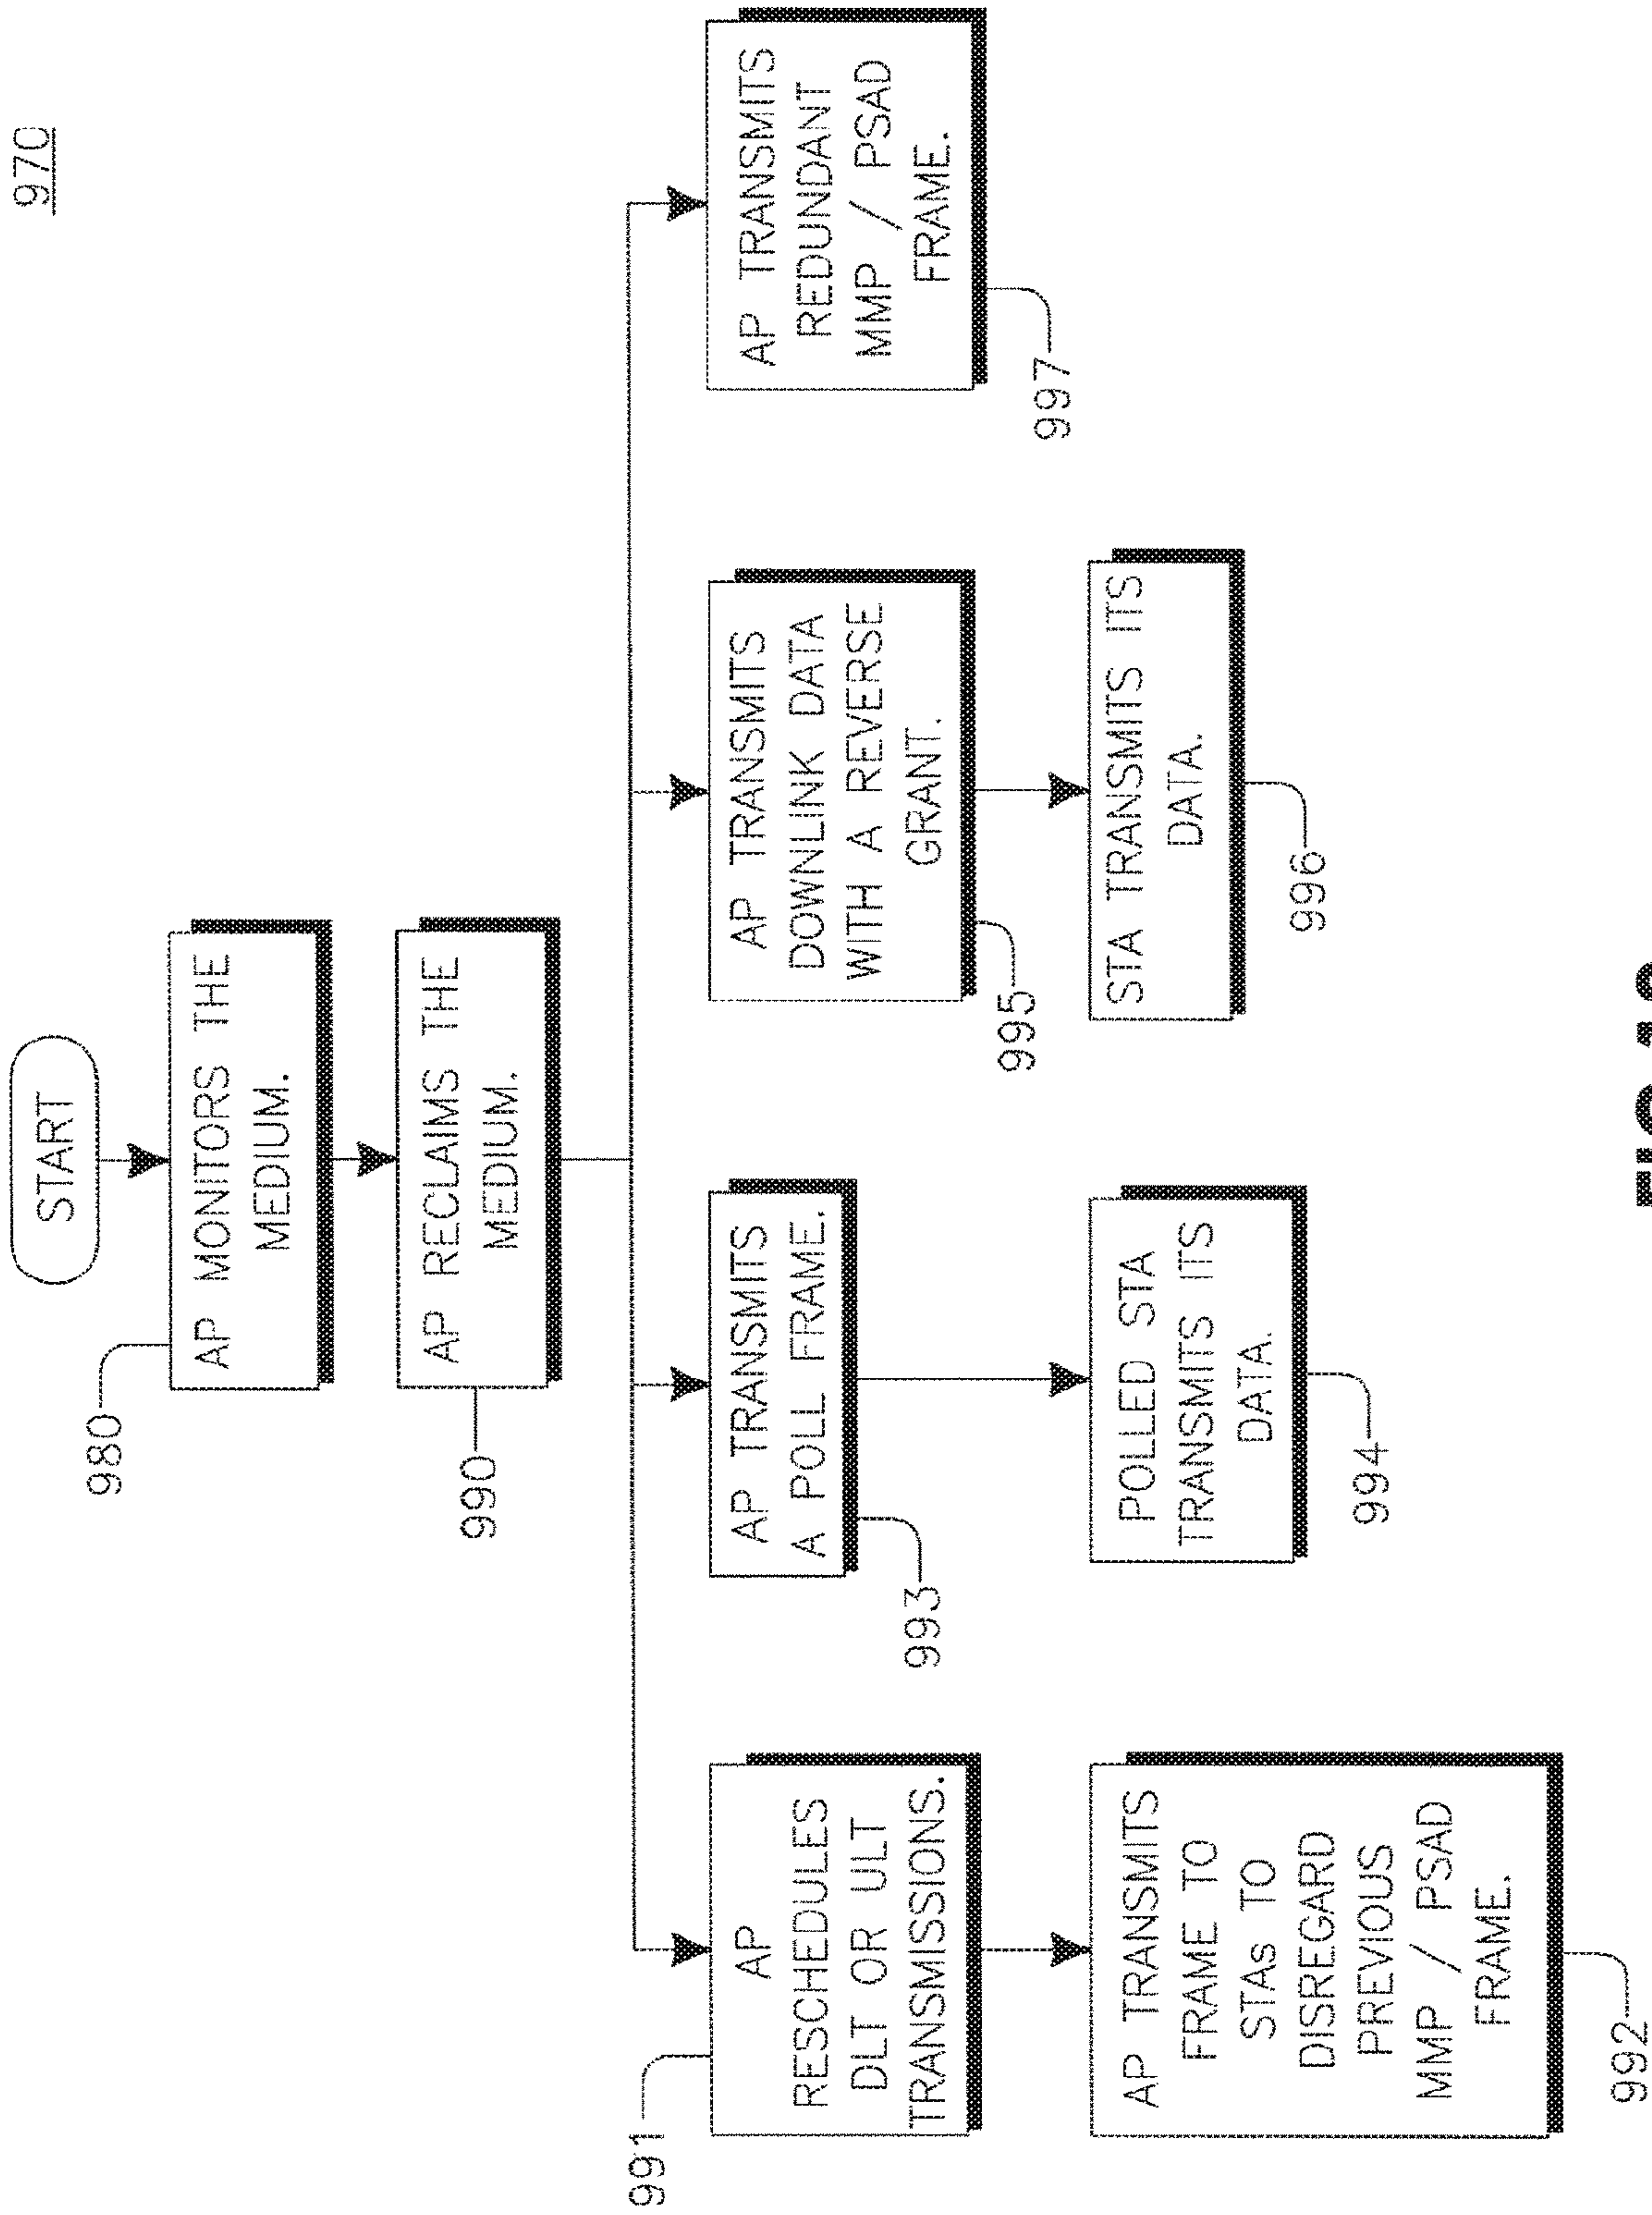 970
START
980
AP MONITORS THE
MEDIUM.
990
AP RECLAIMS THE
MEDIUM.
991
AP
RESCHEDULES
DLT OR ULT
TRANSMISSIONS.
AP TRANSMITS
FRAME TO
STAs TO
DISREGARD
PREVIOUS
MMP / PSAD
FRAME.
992
AP TRANSMITS
A POLL FRAME.
993
POLLED STA
TRANSMITS ITS
DATA.
994
AP TRANSMITS
DOWNLINK DATA
WITH A REVERSE
GRANT.
995
STA TRANSMITS ITS
DATA.
996
AP TRANSMITS
REDUNDANT
MMP / PSAD
FRAME.
997